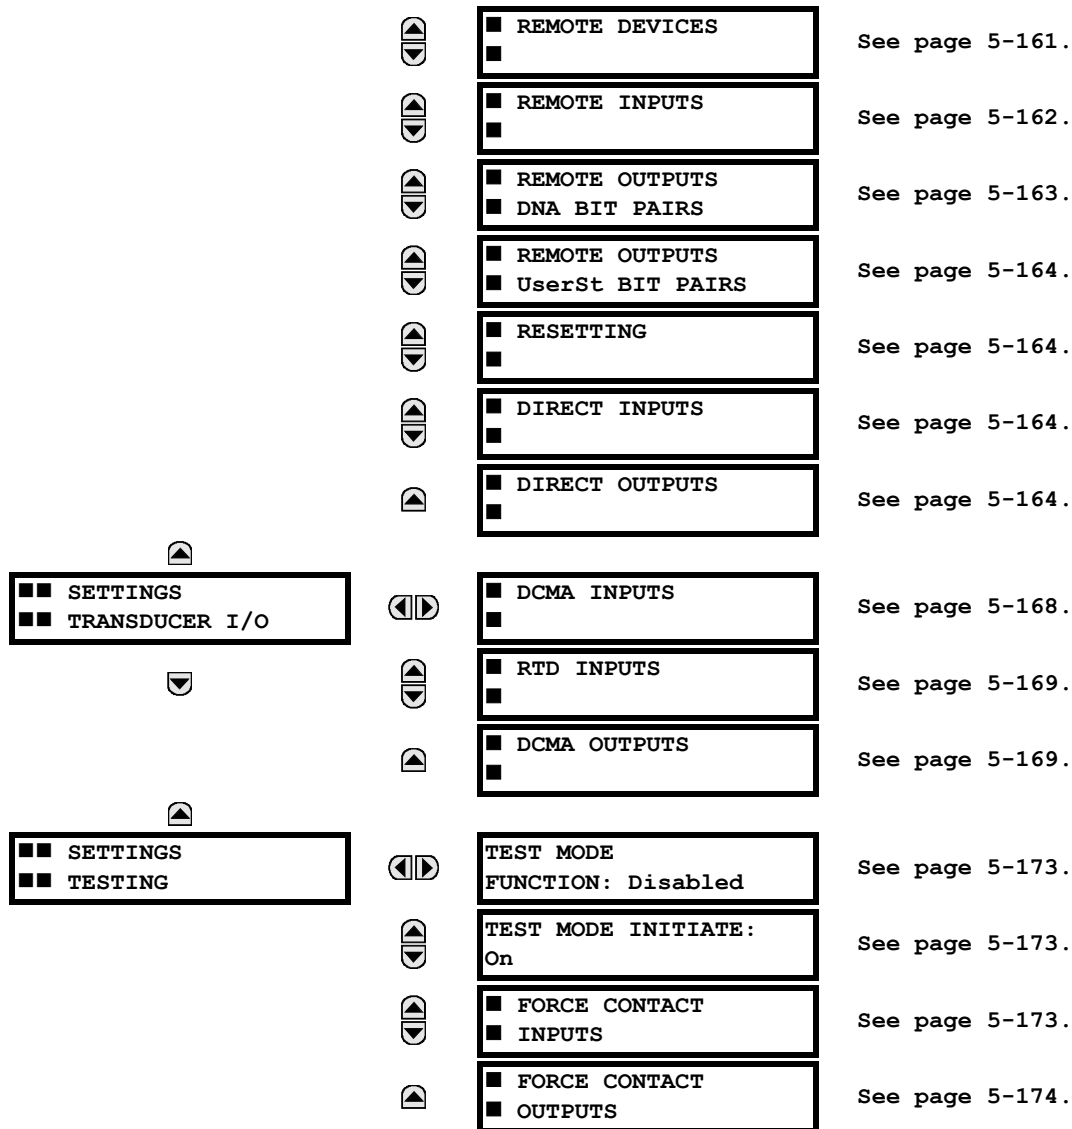 ■ REMOTE DEVICES
■
See page 5-161.
■ REMOTE INPUTS
■
See page 5-162.
■ REMOTE OUTPUTS
■ DNA BIT PAIRS
See page 5-163.
■ REMOTE OUTPUTS
■ UserSt BIT PAIRS
See page 5-164.
■ RESETTING
■
See page 5-164.
■ DIRECT INPUTS
■
See page 5-164.
■ DIRECT OUTPUTS
■
See page 5-164.
■■ SETTINGS
■■ TRANSDUCER I/O
■ DCMA INPUTS
■
See page 5-168.
■ RTD INPUTS
■
See page 5-169.
■ DCMA OUTPUTS
■
See page 5-169.
■■ SETTINGS
■■ TESTING
TEST MODE
FUNCTION: Disabled
See page 5-173.
TEST MODE INITIATE:
On
See page 5-173.
■ FORCE CONTACT
■ INPUTS
See page 5-173.
■ FORCE CONTACT
■ OUTPUTS
See page 5-174.